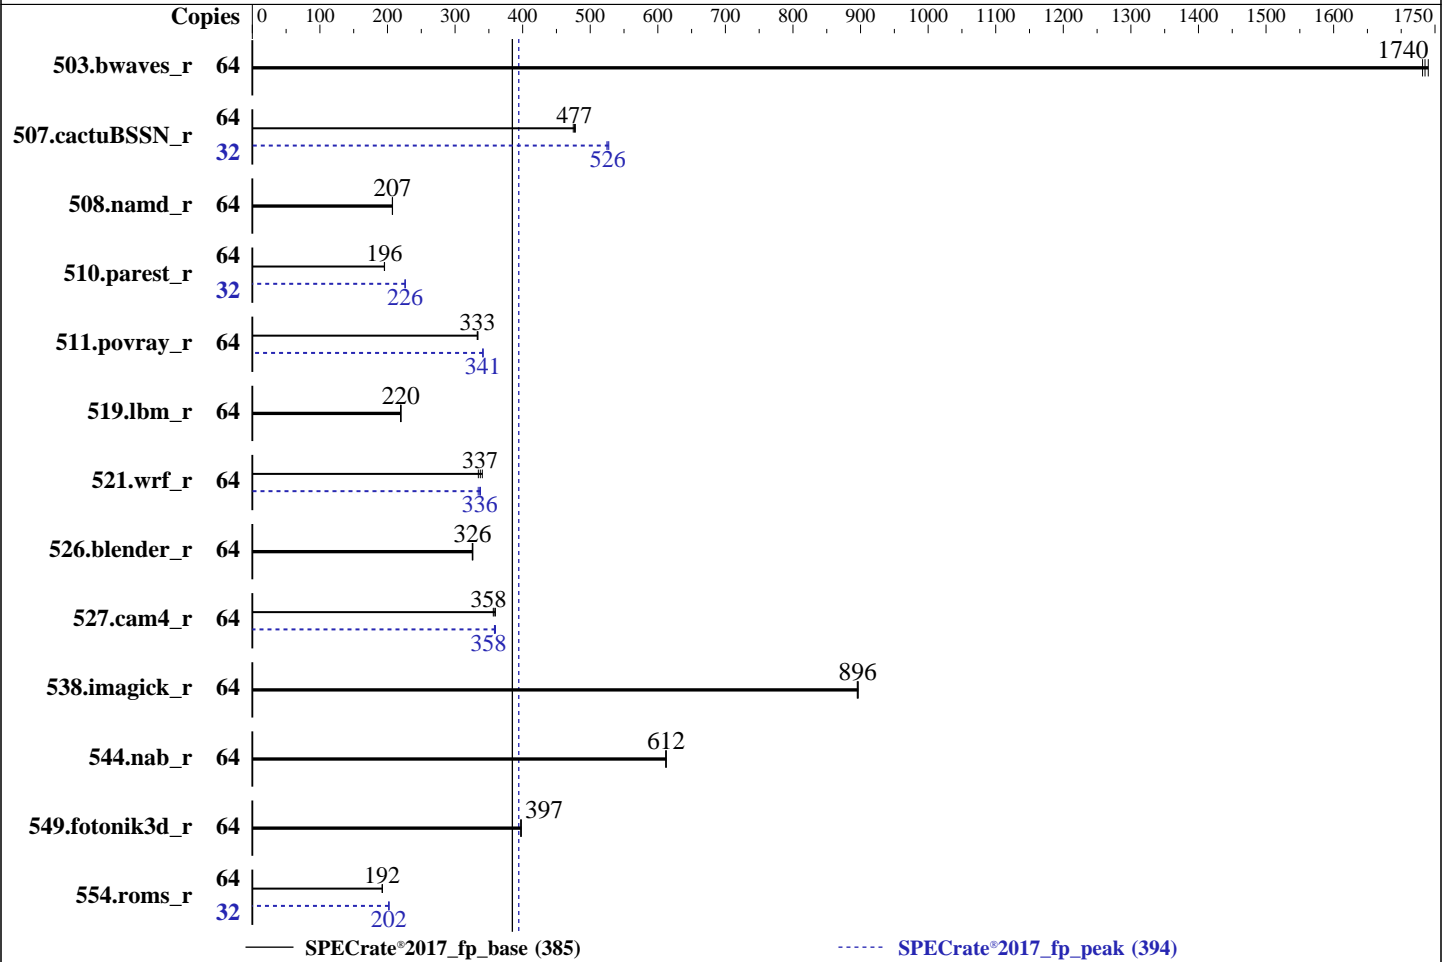 Copies 0 100 200 300 400 500 600 700 800 900 1000 1100 1200 1300 1400 1500 1600 1750
503.bwaves_r 64 1740
507.cactuBSSN_r 64 477
32 526
508.namd_r 64 207
510.parest_r 64 196
32 226
511.povray_r 64 333
341
519.lbm_r 64 220
521.wrf_r 64 337
336
526.blender_r 64 326
527.cam4_r 64 358
358
538.imagick_r 64 896
544.nab_r 64 612
549.fotonik3d_r 64 397
554.roms_r 64 192
32 202
SPECrate®2017_fp_base (385) SPECrate®2017_fp_peak (394)